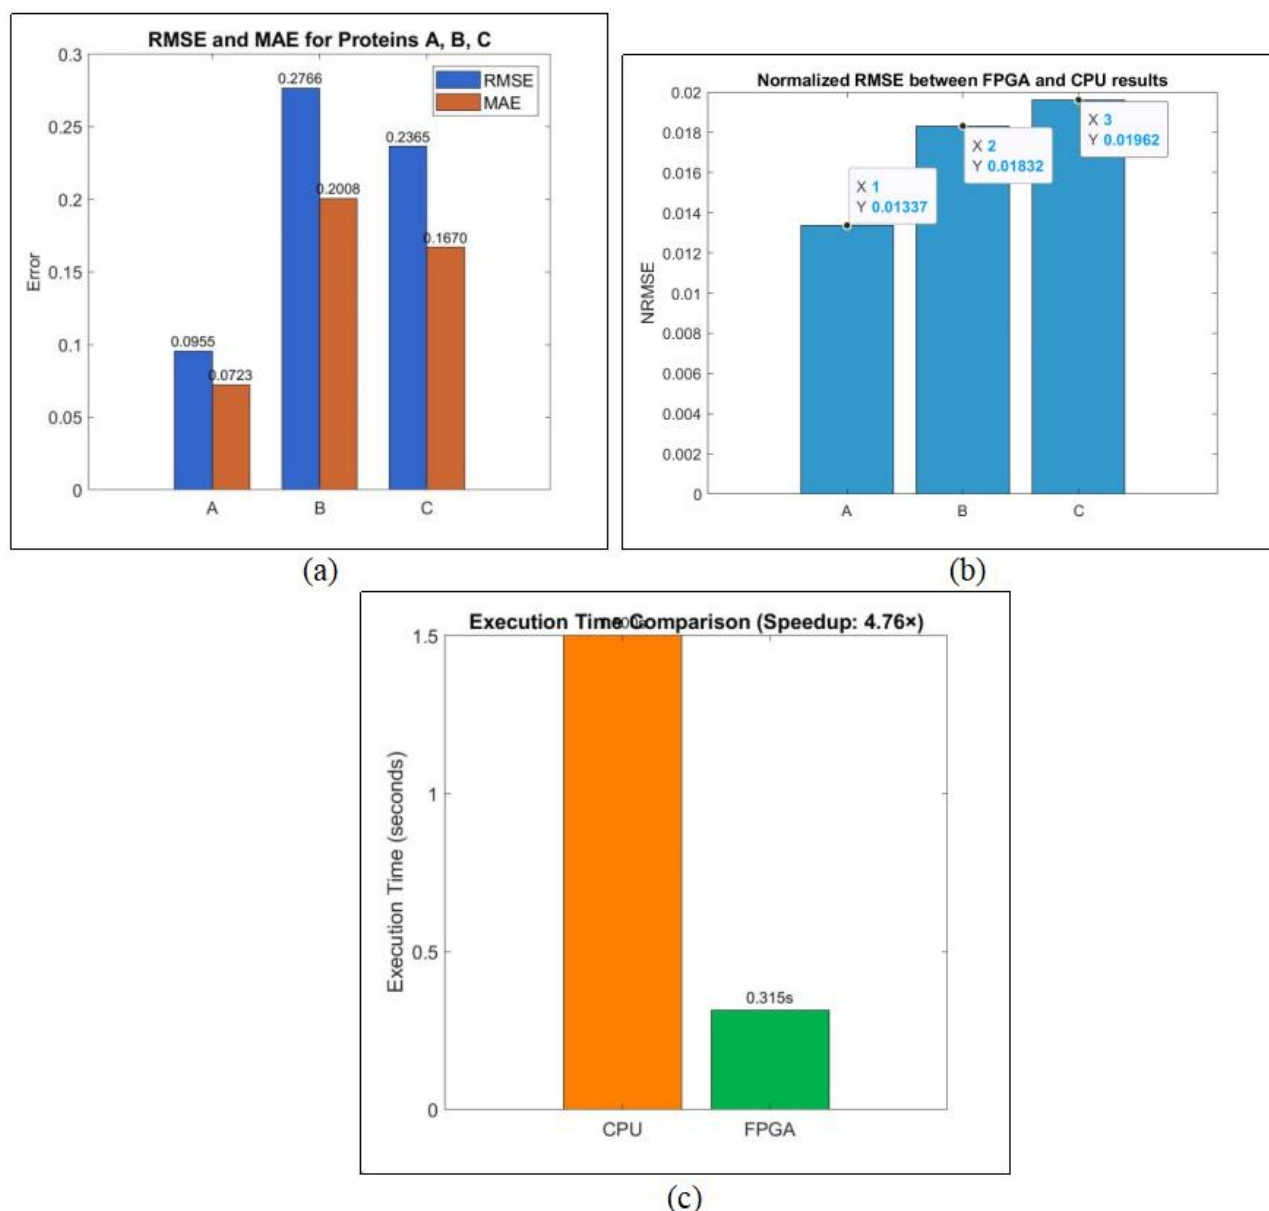 RMSE and MAE for Proteins A, B, C
0.3
0.25
0.2
0.15
0.1
0.05
0
Error
RMSE
MAE
0.0955
0.0723
0.2766
0.2008
0.2365
0.1670
A B C
(a)
Normalized RMSE between FPGA and CPU results
0.02
0.018
0.016
0.014
0.012
0.01
0.008
0.006
0.004
0.002
0
NRMSE
X 1
Y 0.01337
X 2
Y 0.01832
X 3
Y 0.01962
A B C
(b)
Execution Time Comparison (Speedup: 4.76×)
1.5
1
0.5
0
Execution Time (seconds)
0.315s
CPU FPGA
(c)